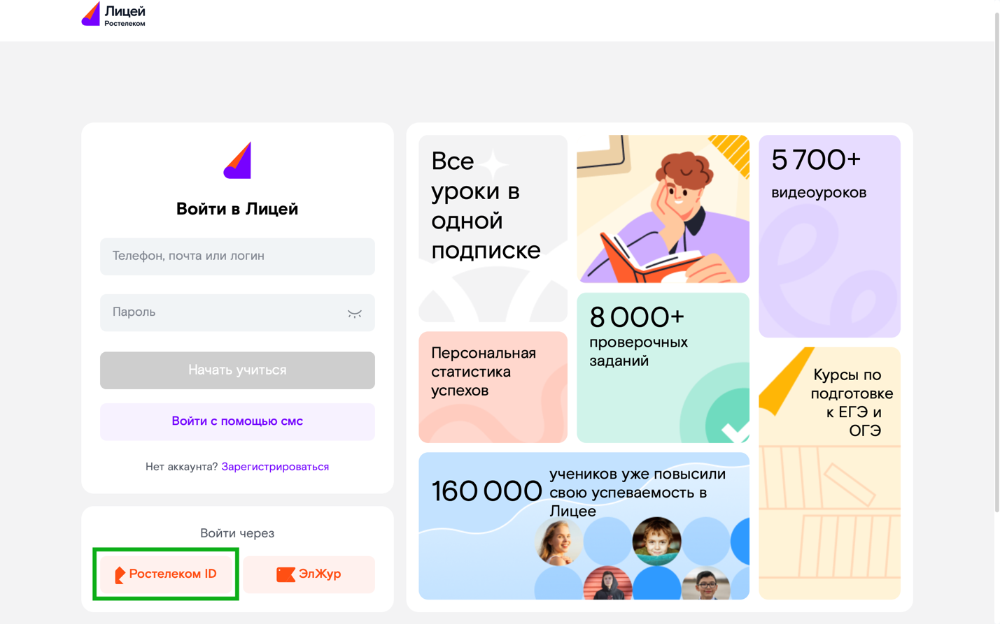 Лицей
Ростелеком
Войти в Лицей
Телефон, почта или логин
Пароль
Начать учиться
Войти с помощью смс
Нет аккаунта? Зарегистрироваться
Войти через
Ростелеком ID
ЭлЖур
Все
уроки в
одной
подписке
5 700+
видеоуроков
8 000+
проверочных
заданий
Персональная
статистика
успехов
Курсы по
подготовке
к ЕГЭ и
ОГЭ
160 000
учеников уже повысили
свою успеваемость в
Лицее